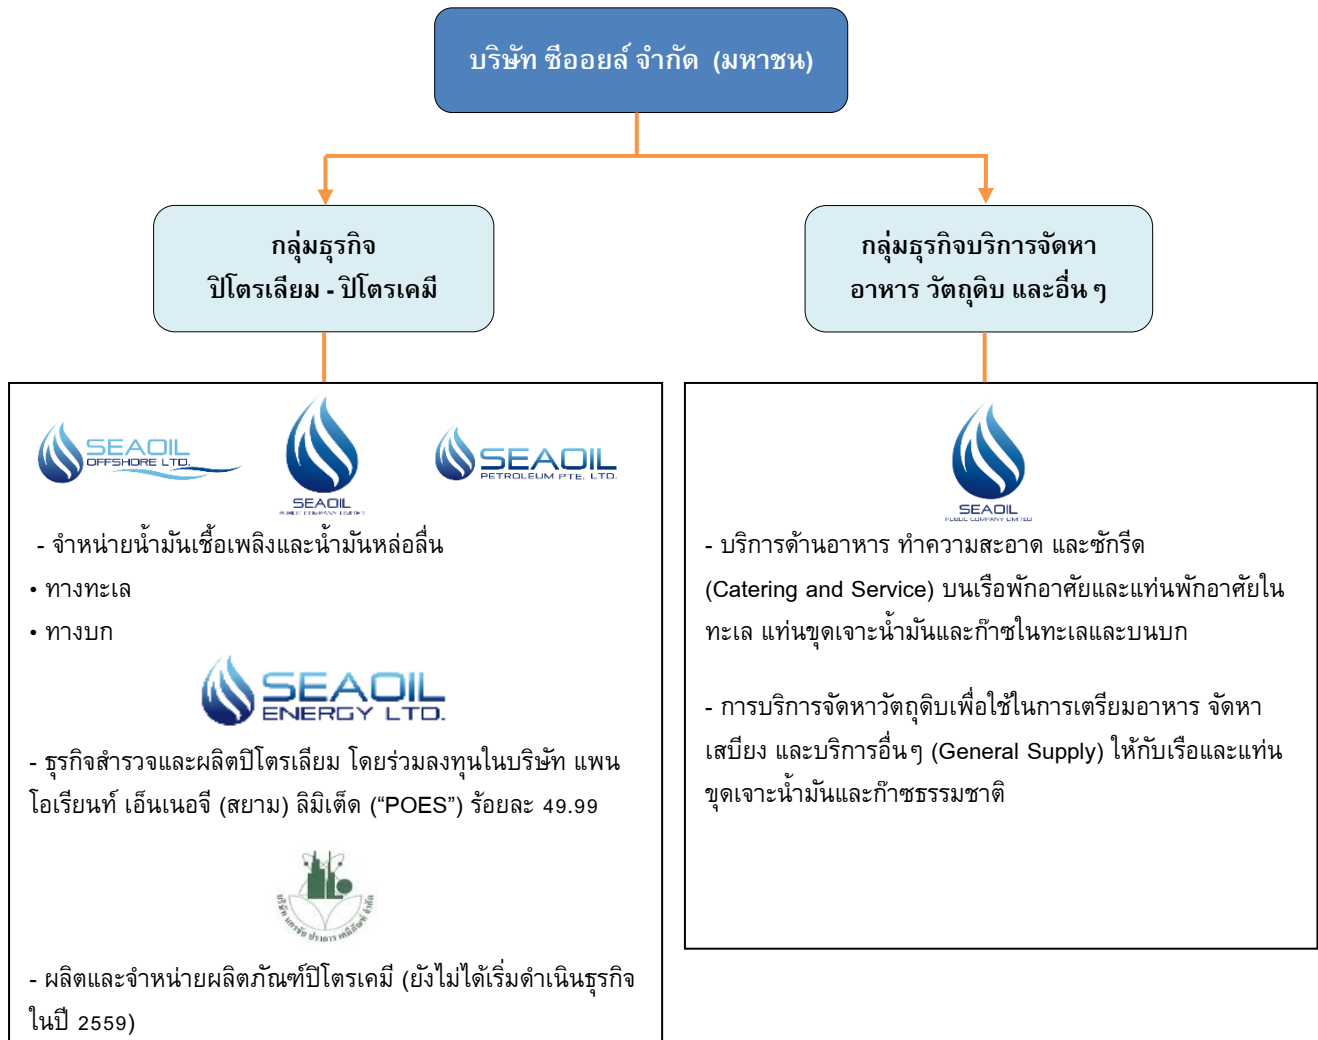 บริษัท ซีออยล์ จำกัด (มหาชน)
กลุ่มธุรกิจ
ปิโตรเลียม - ปิโตรเคมี
กลุ่มธุรกิจบริการจัดหา
อาหาร วัตถุดิบ และอื่น ๆ
SEAOIL
OFFSHORE LTD.
SEAOIL
PUBLIC COMPANY LIMITED
SEAOIL
PETROLEUM PTE. LTD.
- จำหน่ายน้ำมันเชื้อเพลิงและน้ำมันหล่อลื่น
• ทางทะเล
• ทางบก
SEAOIL
ENERGY LTD.
- ธุรกิจสำรวจและผลิตปิโตรเลียม โดยร่วมลงทุนในบริษัท แพน
โอเรียนท์ เอ็นเนอจี (สยาม) ลิมิเต็ด (“POES”) ร้อยละ 49.99
- ผลิตและจำหน่ายผลิตภัณฑ์ปิโตรเคมี (ยังไม่ได้เริ่มดำเนินธุรกิจ
ในปี 2559)
SEAOIL
PUBLIC COMPANY LIMITED
- บริการด้านอาหาร ทำความสะอาด และซักรีด
(Catering and Service) บนเรือพักอาศัยและแท่นพักอาศัยใน
ทะเล แท่นขุดเจาะน้ำมันและก๊าซในทะเลและบนบก
- การบริการจัดหาวัตถุดิบเพื่อใช้ในการเตรียมอาหาร จัดหา
เสบียง และบริการอื่นๆ (General Supply) ให้กับเรือและแท่น
ขุดเจาะน้ำมันและก๊าซธรรมชาติ